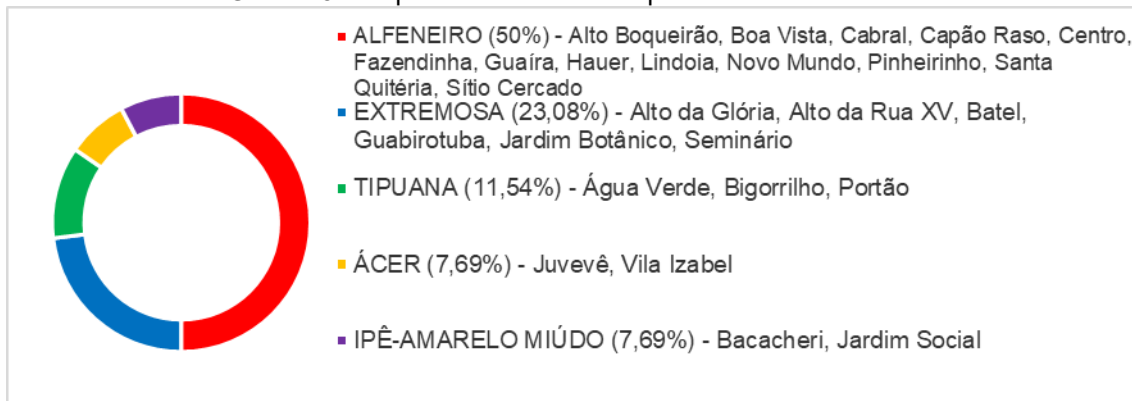 ALFENEIRO (50%) - Alto Boqueirão, Boa Vista, Cabral, Capão Raso, Centro,
Fazendinha, Guaíra, Hauer, Lindoia, Novo Mundo, Pinheirinho, Santa
Quitéria, Sítio Cercado
EXTREMOSA (23,08%) - Alto da Glória, Alto da Rua XV, Batel,
Guabirotuba, Jardim Botânico, Seminário
TIPUANA (11,54%) - Água Verde, Bigorrilho, Portão
ÁCER (7,69%) - Juvevê, Vila Izabel
IPÊ-AMARELO MIÚDO (7,69%) - Bacacheri, Jardim Social